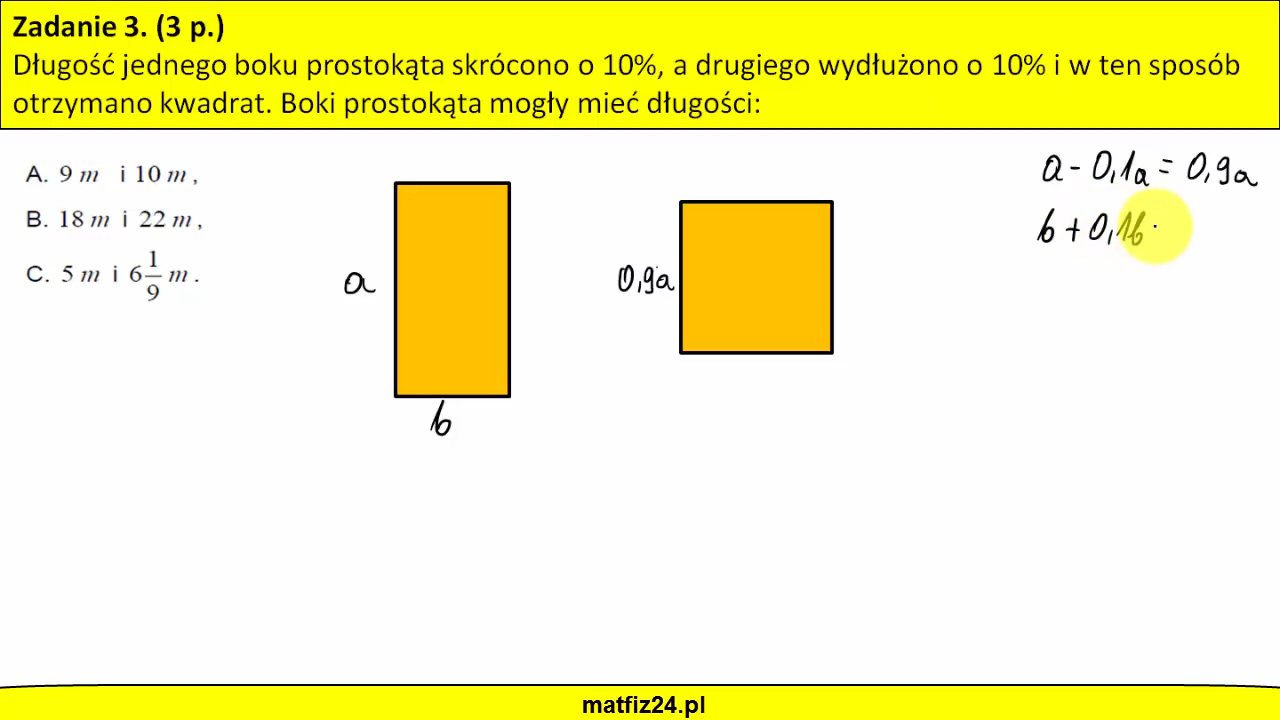 Zadanie 3. (3 p.)
Długość jednego boku prostokąta skrócono o 10%, a drugiego wydłużono o 10% i w ten sposób
otrzymano kwadrat. Boki prostokąta mogły mieć długości:
A. 9 m i 10 m,
B. 18 m i 22 m,
C. 5 m i 6 1/9 m.
a - 0,1a = 0,9a
b + 0,1b
a
0,9a
b
matfiz24.pl